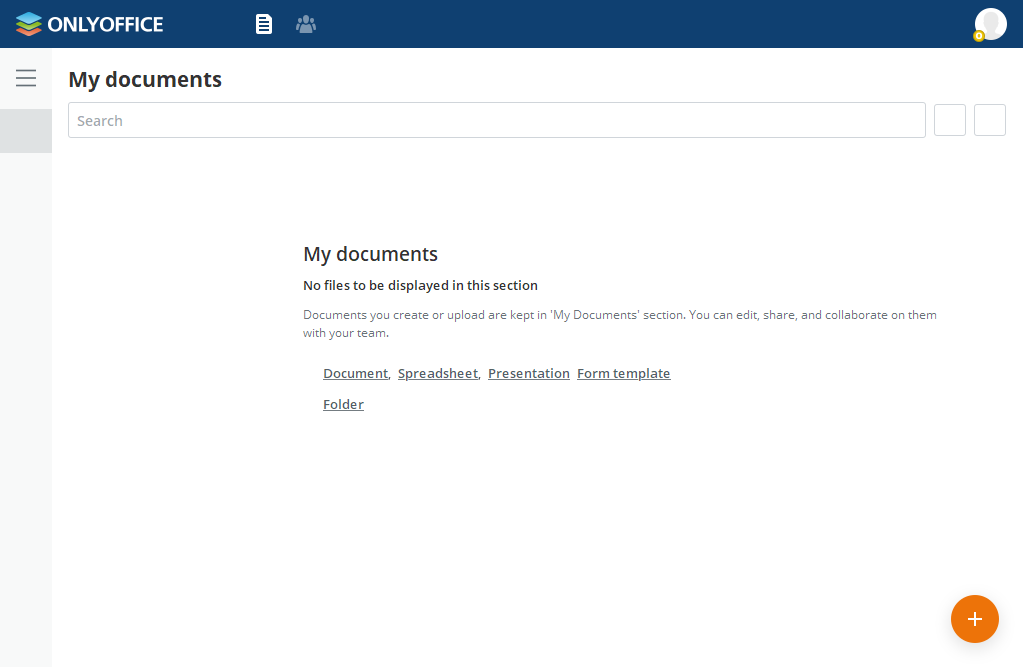 ONLYOFFICE
My documents
Search
My documents
No files to be displayed in this section
Documents you create or upload are kept in 'My Documents' section. You can edit, share, and collaborate on them
with your team.
Document, Spreadsheet, Presentation Form template
Folder